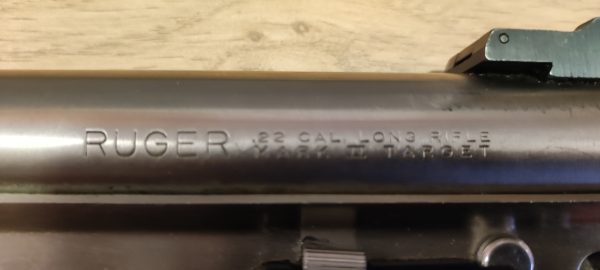 RUGER .22 CAL. LONG RIFLE
MARK II TARGET